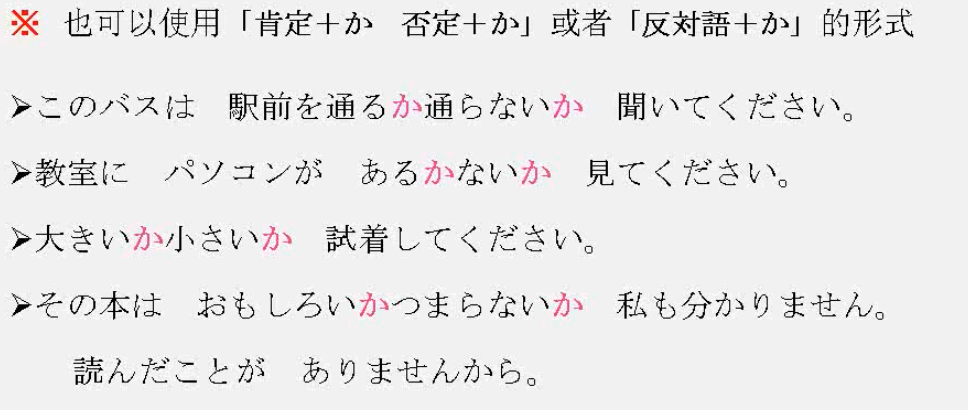 ※ 也可以使用「肯定＋か　否定＋か」或者「反対語＋か」的形式
➢このバスは　駅前を通るか通らないか　聞いてください。
➢教室に　パソコンが　あるかないか　見てください。
➢大きいか小さいか　試着してください。
➢その本は　おもしろいかつまらないか　私も分かりません。
読んだことが　ありませんから。